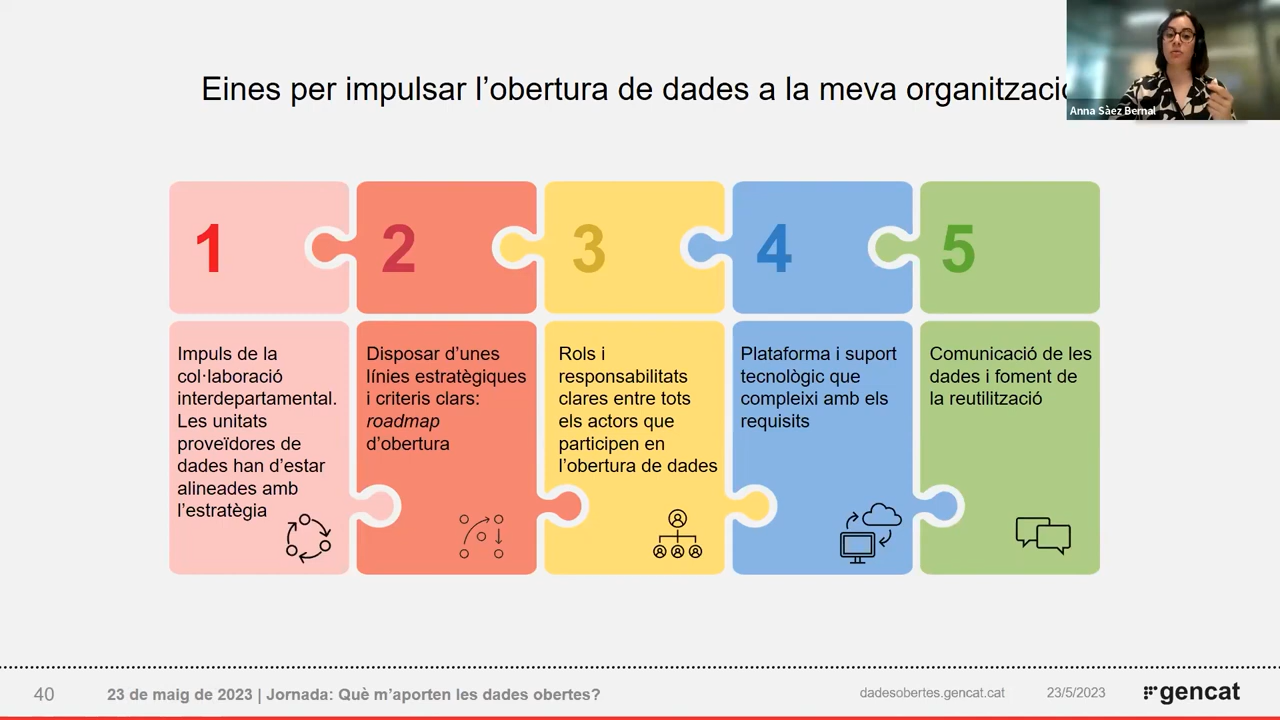 Eines per impulsar l’obertura de dades a la meva organització
Anna Sàez Bernal
1
2
3
4
5
Impuls de la
col·laboració
interdepartamental.
Les unitats
proveïdores de
dades han d’estar
alineades amb
l’estratègia
Disposar d’unes
línies estratègiques
i criteris clars:
roadmap
d’obertura
Rols i
responsabilitats
clares entre tots
els actors que
participen en
l’obertura de dades
Plataforma i suport
tecnològic que
compleixi amb els
requisits
Comunicació de les
dades i foment de
la reutilització
40
23 de maig de 2023 | Jornada: Què m’aporten les dades obertes?
dadesobertes.gencat.cat
23/5/2023
gencat